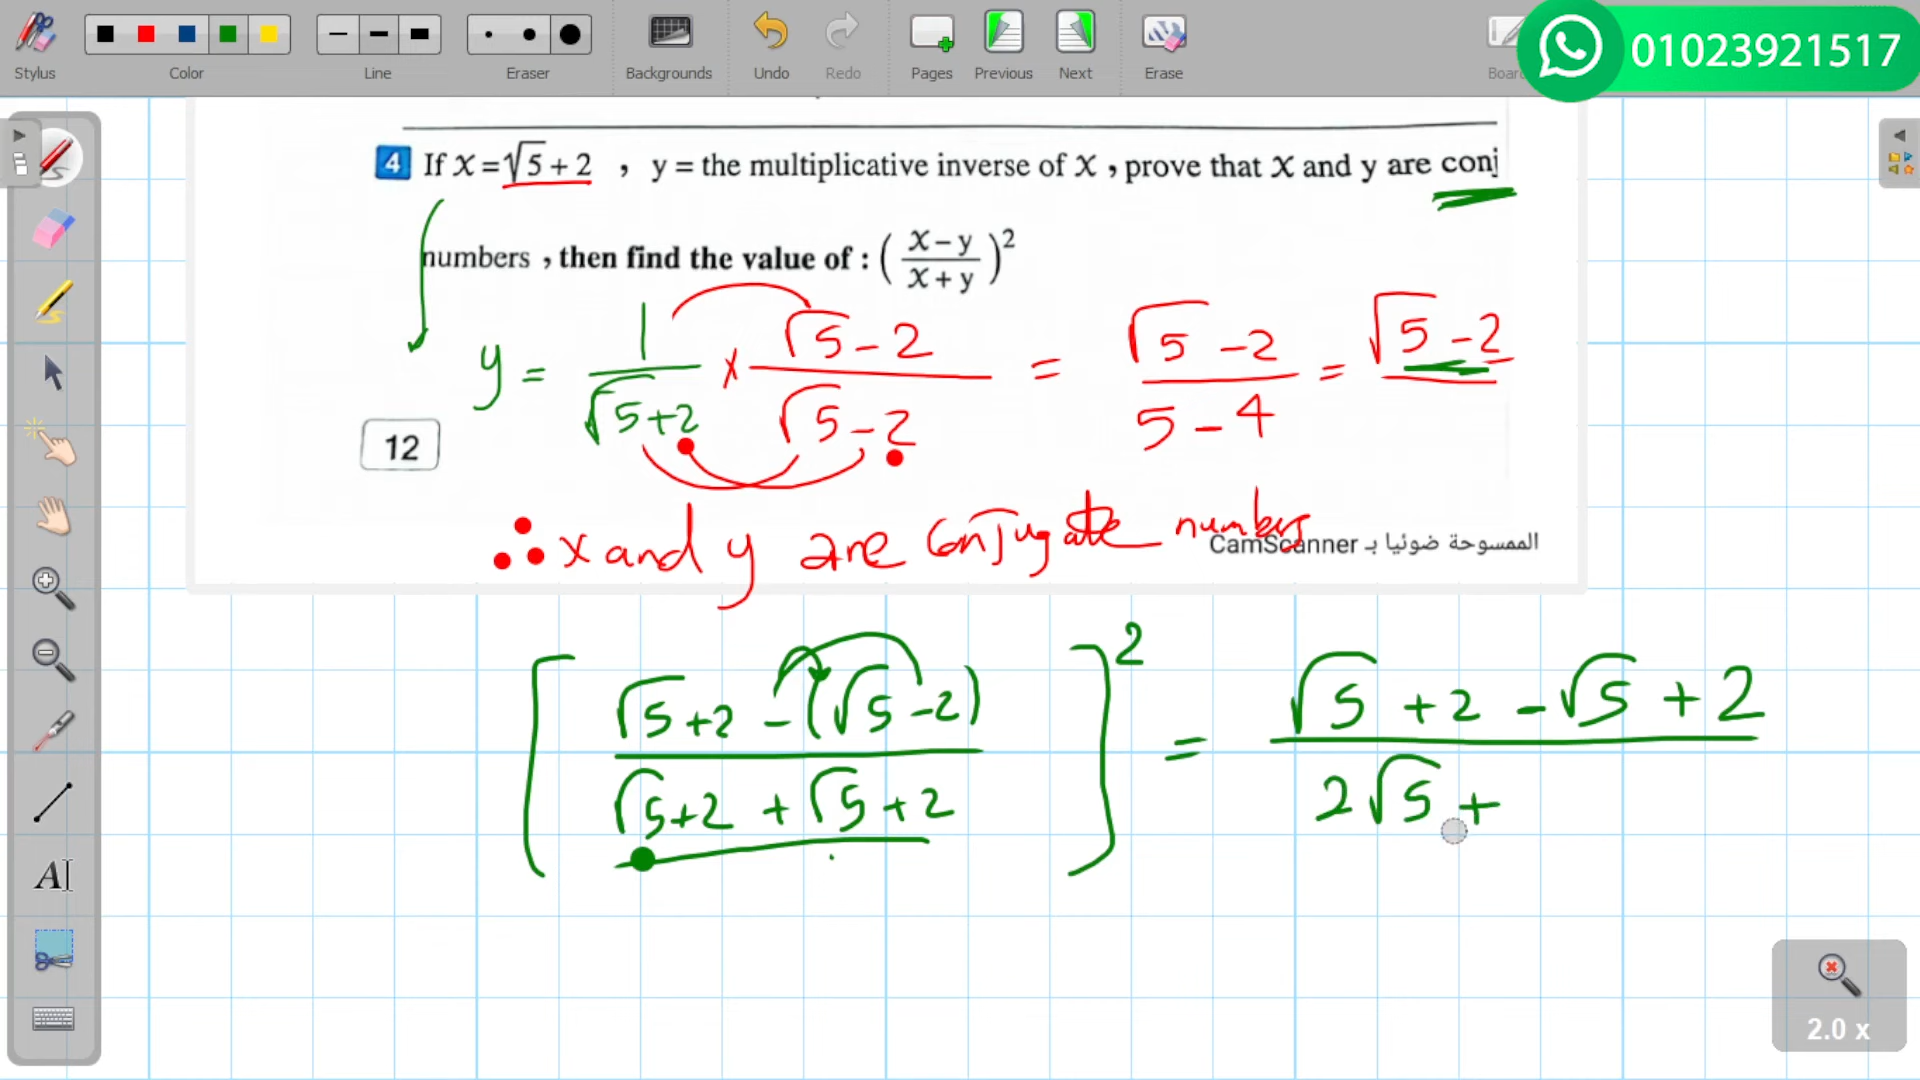 Stylus Color Line Eraser Backgrounds Undo Redo Pages Previous Next Erase Boar
01023921517
4 If X = √5 + 2 , y = the multiplicative inverse of X , prove that X and y are conj
numbers , then find the value of : ( X − y / X + y )²
y = 1 / √5+2 × √5−2 / √5−2 = √5 −2 / 5 − 4 = √5 −2
12
∴ x and y are Conjugate numbers
الممسوحة ضوئيا بـ CamScanner
[ √5+2 − (√5 −2) / √5+2 + √5+2 ]² = √5 + 2 − √5 + 2 / 2√5 +
A
2.0 x